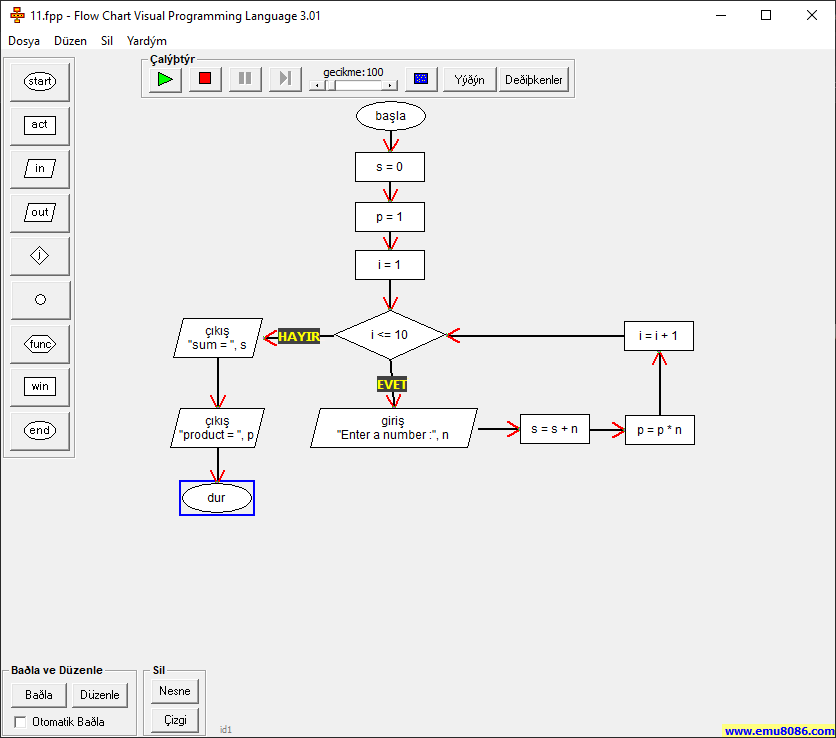 11.fpp - Flow Chart Visual Programming Language 3.01
Dosya Düzen Sil Yardým
Çalýþtýr
gecikme:100
Yýðýn
Deðiþkenler
start
act
in
out
i
func
win
end
başla
s = 0
p = 1
i = 1
i <= 10
HAYIR
EVET
çıkış
"sum = ", s
çıkış
"product = ", p
dur
giriş
"Enter a number :", n
s = s + n
p = p * n
i = i + 1
Baðla ve Düzenle
Baðla
Düzenle
Otomatik Baðla
Sil
Nesne
Çizgi
id1
www.emu8086.com